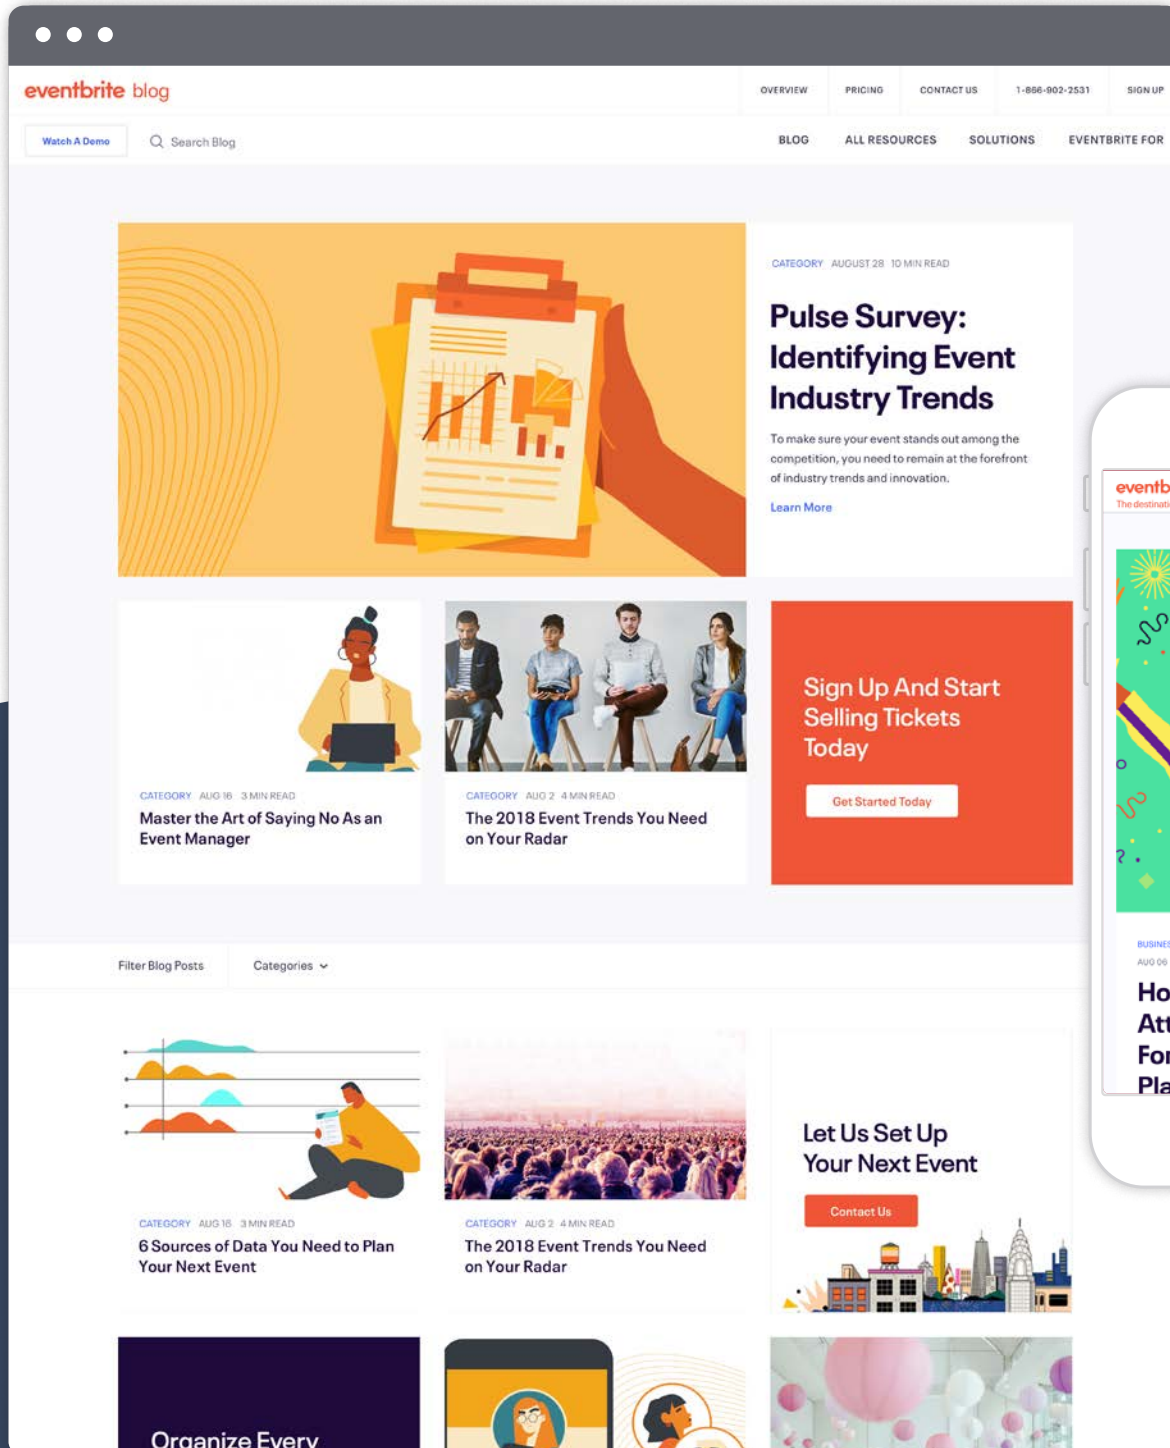 eventbrite blog
OVERVIEW
PRICING
CONTACT US
1-866-902-2531
SIGN UP
Watch A Demo
Search Blog
BLOG
ALL RESOURCES
SOLUTIONS
EVENTBRITE FOR
CATEGORY AUGUST 28 10 MIN READ
Pulse Survey:
Identifying Event
Industry Trends
To make sure your event stands out among the
competition, you need to remain at the forefront
of industry trends and innovation.
Learn More
CATEGORY AUG 16 3 MIN READ
Master the Art of Saying No As an
Event Manager
CATEGORY AUG 2 4 MIN READ
The 2018 Event Trends You Need
on Your Radar
Sign Up And Start
Selling Tickets
Today
Get Started Today
Filter Blog Posts
Categories
CATEGORY AUG 16 3 MIN READ
6 Sources of Data You Need to Plan
Your Next Event
CATEGORY AUG 2 4 MIN READ
The 2018 Event Trends You Need
on Your Radar
Let Us Set Up
Your Next Event
Contact Us
Organize Every
eventb
The destinati
BUSINES
AUG 06
Ho
Att
For
Pla